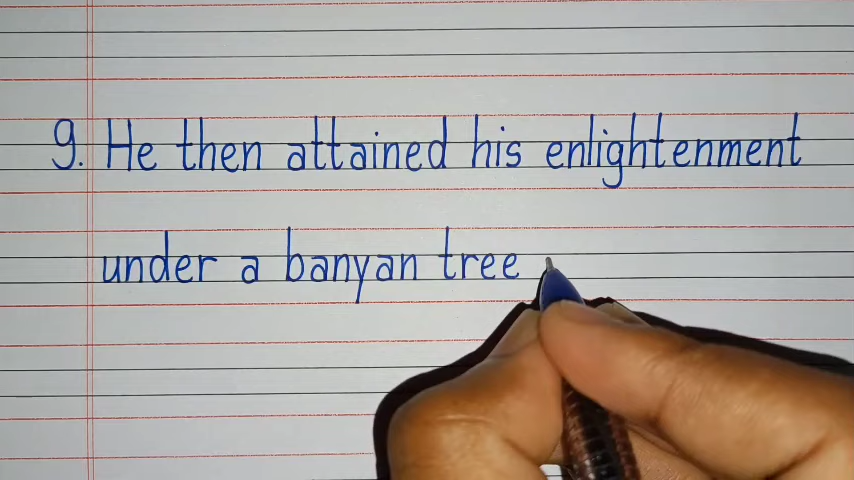 9. He then attained his enlightenment
under a banyan tree